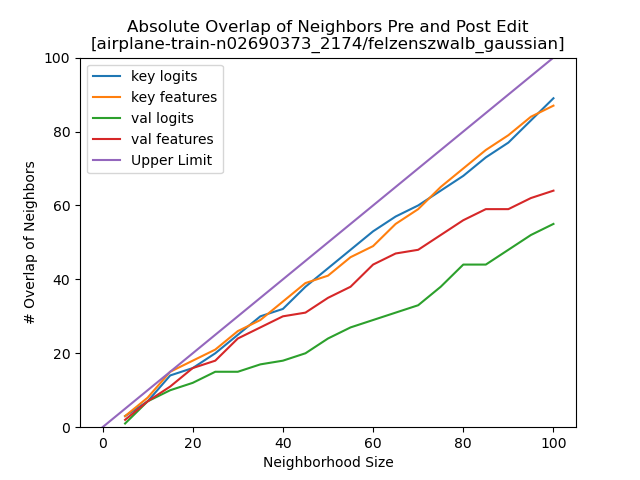 Absolute Overlap of Neighbors Pre and Post Edit
[airplane-train-n02690373_2174/felzenszwalb_gaussian]
100
80
60
40
20
0
# Overlap of Neighbors
key logits
key features
val logits
val features
Upper Limit
0 20 40 60 80 100
Neighborhood Size